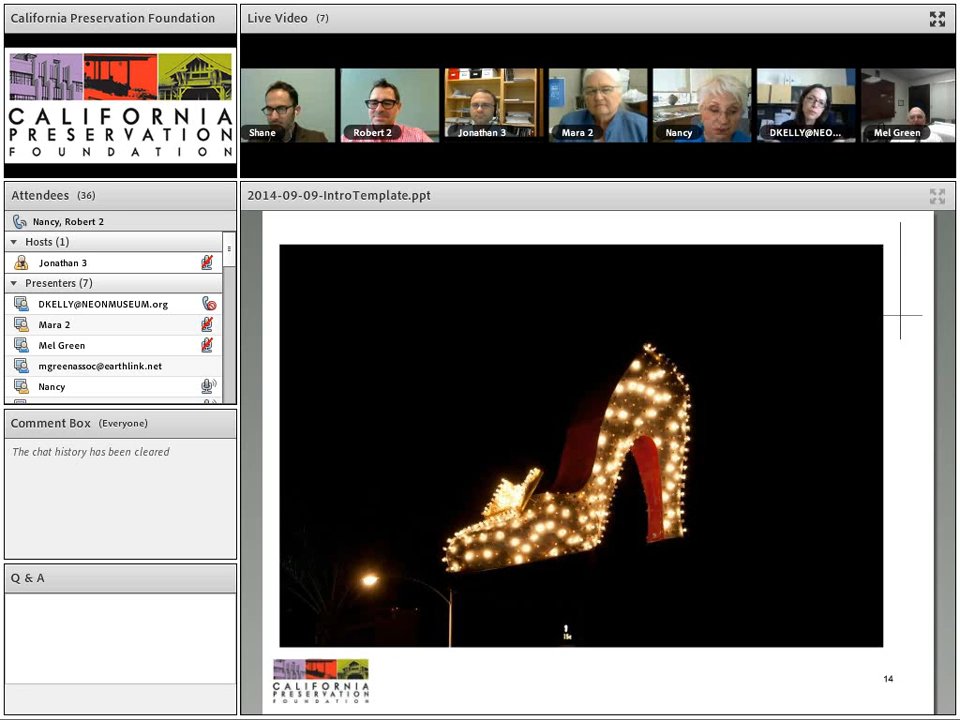 California Preservation Foundation
CALIFORNIA
PRESERVATION
FOUNDATION
Live Video (7)
Shane
Robert 2
Jonathan 3
Mara 2
Nancy
DKELLY@NEO...
Mel Green
Attendees (36)
Nancy, Robert 2
Hosts (1)
Jonathan 3
Presenters (7)
DKELLY@NEONMUSEUM.org
Mara 2
Mel Green
mgreenassoc@earthlink.net
Nancy
Comment Box (Everyone)
The chat history has been cleared
Q & A
2014-09-09-IntroTemplate.ppt
CALIFORNIA
PRESERVATION
FOUNDATION
14